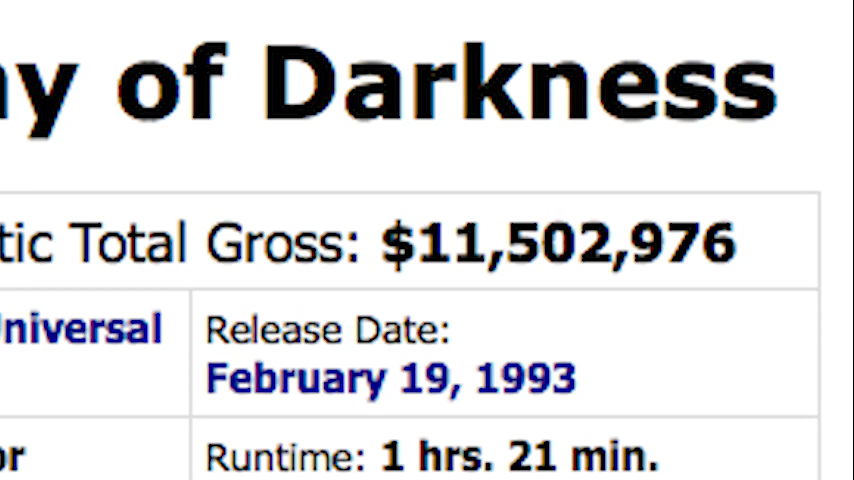 ny of Darkness
tic Total Gross: $11,502,976
Universal
Release Date:
February 19, 1993
or
Runtime: 1 hrs. 21 min.